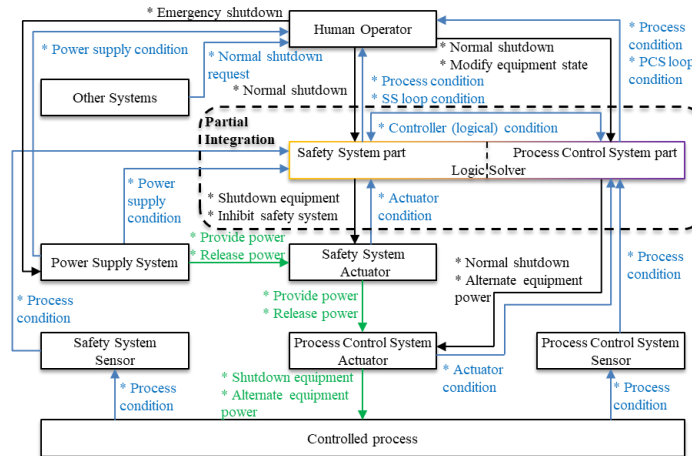 * Emergency shutdown
Human Operator
* Power supply condition
* Normal shutdown
request
* Normal shutdown
* Modify equipment state
* Process
condition
* PCS loop
condition
Other Systems
* Normal shutdown
* Process condition
* SS loop condition
Partial
Integration
* Controller (logical) condition
Safety System part
Process Control System part
Logic Solver
* Power
supply
condition
* Shutdown equipment
* Inhibit safety system
* Actuator
condition
* Provide power
* Release power
* Normal shutdown
* Alternate equipment
power
* Process
condition
Power Supply System
Safety System
Actuator
* Process
condition
* Provide power
* Release power
Safety System
Sensor
Process Control System
Actuator
Process Control System
Sensor
* Actuator
condition
* Process
condition
* Shutdown equipment
* Alternate equipment
power
* Process
condition
Controlled process